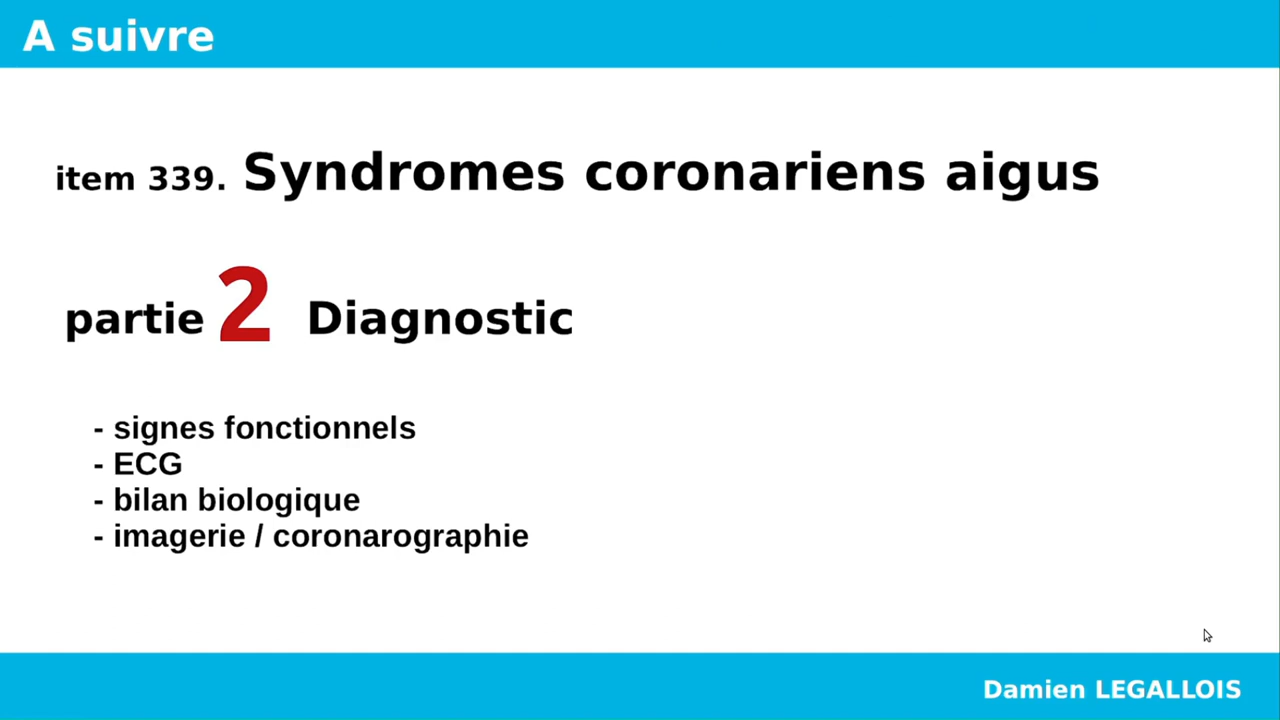 A suivre
item 339. Syndromes coronariens aigus
partie 2 Diagnostic
- signes fonctionnels
- ECG
- bilan biologique
- imagerie / coronarographie
Damien LEGALLOIS